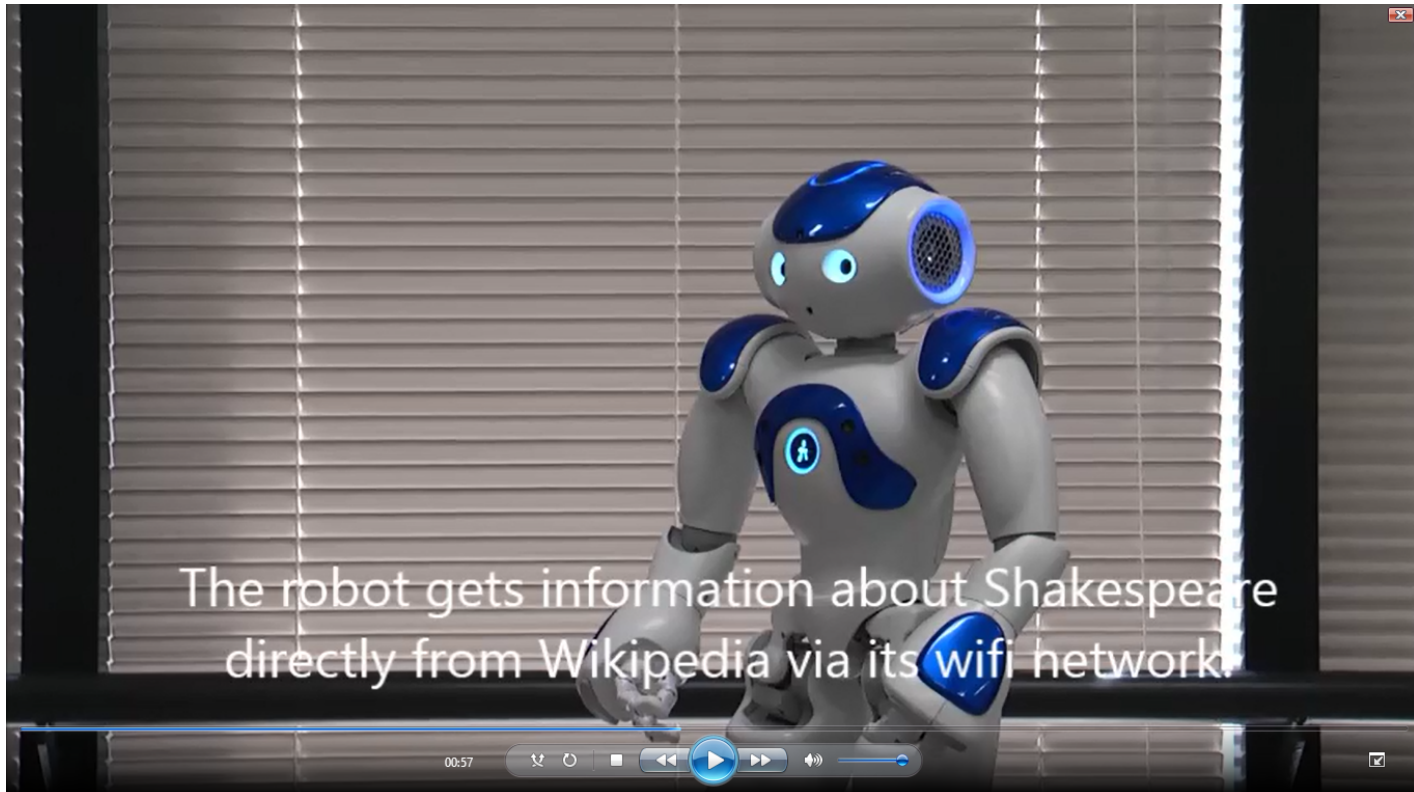 The robot gets information about Shakespeare
directly from Wikipedia via its wifi network.
00:57